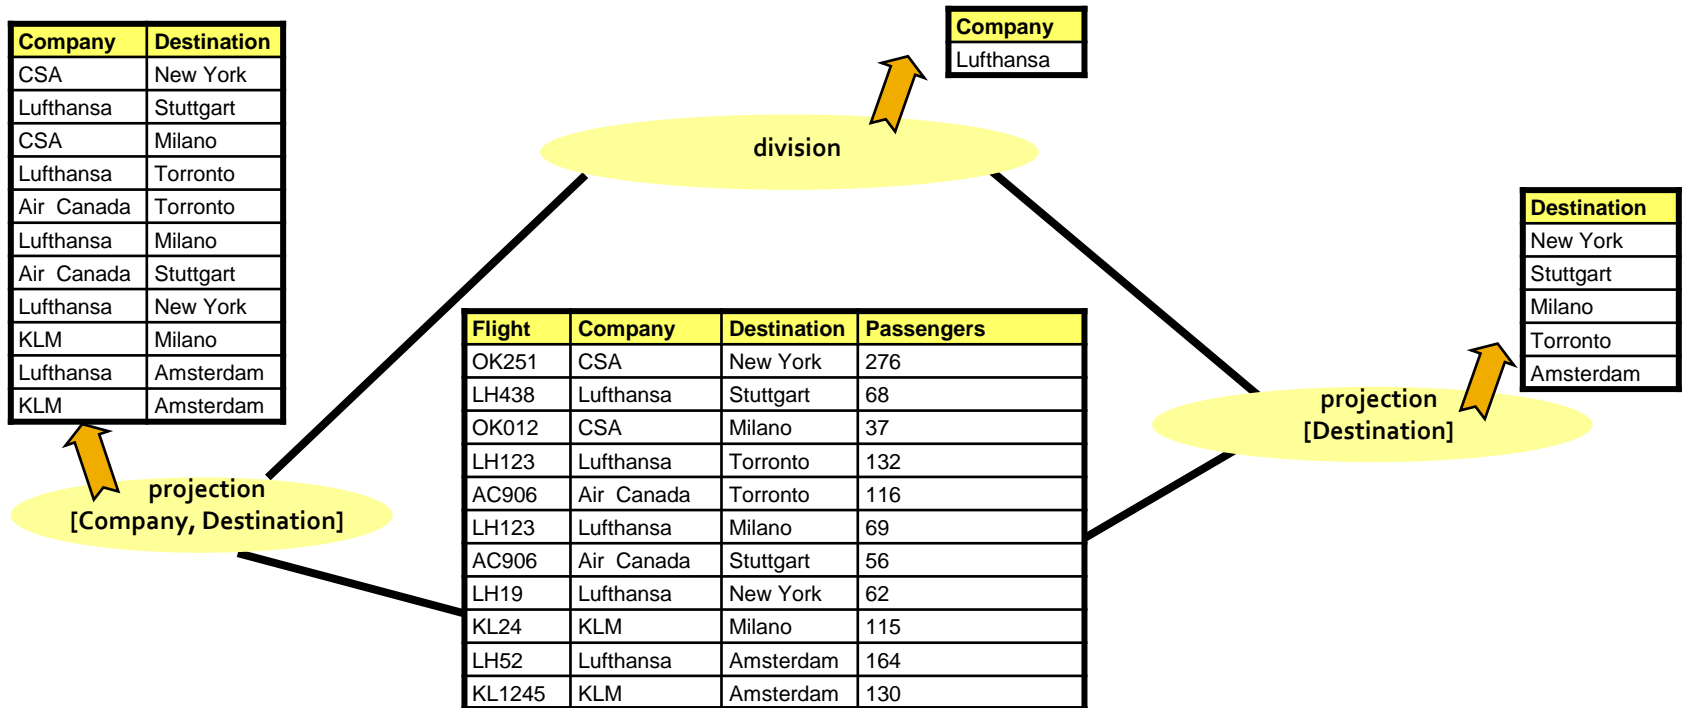 Company Destination
CSA New York
Lufthansa Stuttgart
CSA Milano
Lufthansa Torronto
Air Canada Torronto
Lufthansa Milano
Air Canada Stuttgart
Lufthansa New York
KLM Milano
Lufthansa Amsterdam
KLM Amsterdam
projection
[Company, Destination]
division
Company
Lufthansa
Flight Company Destination Passengers
OK251 CSA New York 276
LH438 Lufthansa Stuttgart 68
OK012 CSA Milano 37
LH123 Lufthansa Torronto 132
AC906 Air Canada Torronto 116
LH123 Lufthansa Milano 69
AC906 Air Canada Stuttgart 56
LH19 Lufthansa New York 62
KL24 KLM Milano 115
LH52 Lufthansa Amsterdam 164
KL1245 KLM Amsterdam 130
Destination
New York
Stuttgart
Milano
Torronto
Amsterdam
projection
[Destination]